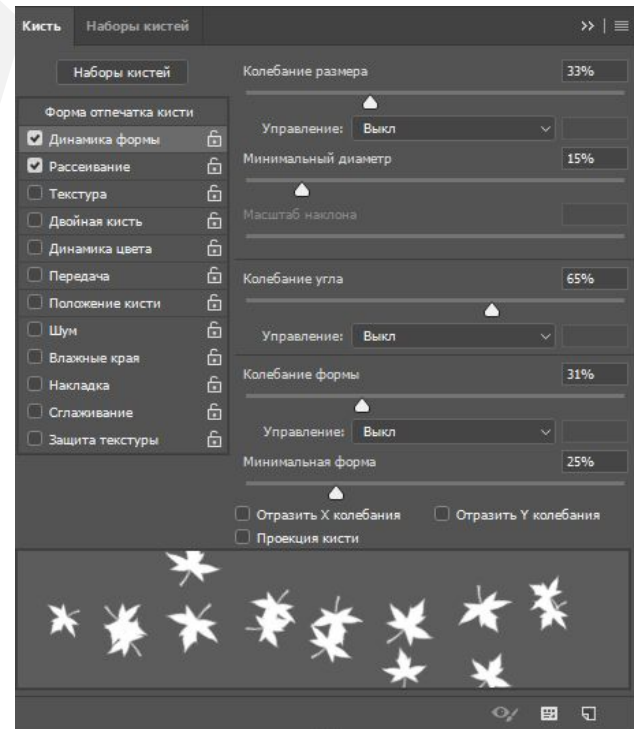 Кисть Наборы кистей
Наборы кистей
Форма отпечатка кисти
Динамика формы
Рассеивание
Текстура
Двойная кисть
Динамика цвета
Передача
Положение кисти
Шум
Влажные края
Накладка
Сглаживание
Защита текстуры
Колебание размера 33%
Управление: Выкл
Минимальный диаметр 15%
Масштаб наклона
Колебание угла 65%
Управление: Выкл
Колебание формы 31%
Управление: Выкл
Минимальная форма 25%
Отразить X колебания Отразить Y колебания
Проекция кисти